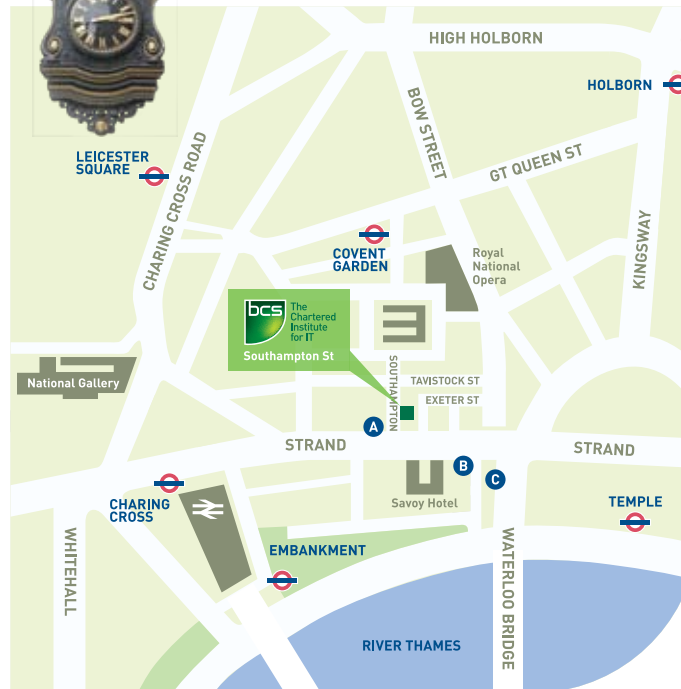 HIGH HOLBORN
HOLBORN
BOW STREET
LEICESTER
SQUARE
CHARING CROSS ROAD
GT QUEEN ST
KINGSWAY
COVENT
GARDEN
Royal
National
Opera
bcs
The
Chartered
Institute
for IT
Southampton St
National Gallery
SOUTHAMPTON
TAVISTOCK ST
EXETER ST
A
STRAND
STRAND
B
C
Savoy Hotel
CHARING
CROSS
TEMPLE
WHITEHALL
EMBANKMENT
WATERLOO BRIDGE
RIVER THAMES